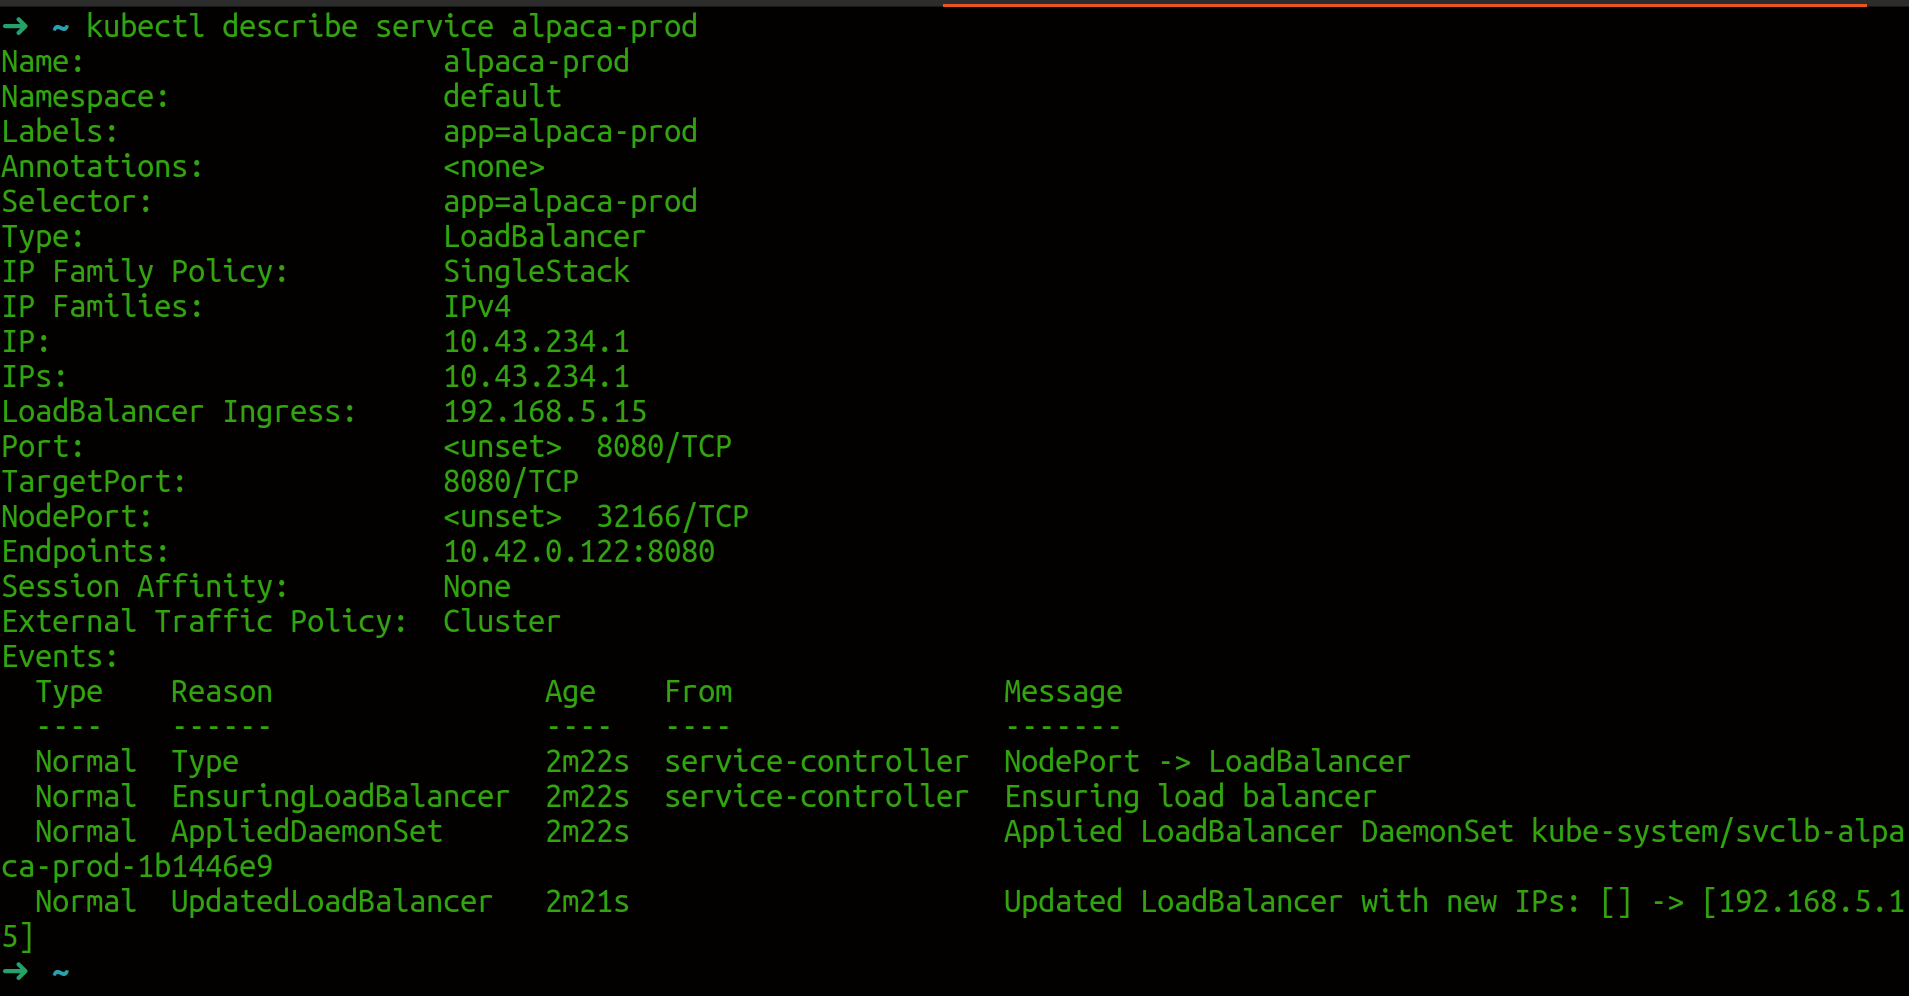 ➜  ~ kubectl describe service alpaca-prod
Name:                     alpaca-prod
Namespace:                default
Labels:                   app=alpaca-prod
Annotations:              <none>
Selector:                 app=alpaca-prod
Type:                     LoadBalancer
IP Family Policy:         SingleStack
IP Families:              IPv4
IP:                       10.43.234.1
IPs:                      10.43.234.1
LoadBalancer Ingress:     192.168.5.15
Port:                     <unset>  8080/TCP
TargetPort:               8080/TCP
NodePort:                 <unset>  32166/TCP
Endpoints:                10.42.0.122:8080
Session Affinity:         None
External Traffic Policy:  Cluster
Events:
  Type    Reason                Age   From                Message
  ----    ------                ----  ----                -------
  Normal  Type                  2m22s  service-controller  NodePort -> LoadBalancer
  Normal  EnsuringLoadBalancer  2m22s  service-controller  Ensuring load balancer
  Normal  AppliedDaemonSet      2m22s                      Applied LoadBalancer DaemonSet kube-system/svclb-alpa
ca-prod-1b1446e9
  Normal  UpdatedLoadBalancer   2m21s                      Updated LoadBalancer with new IPs: [] -> [192.168.5.1
5]
➜  ~